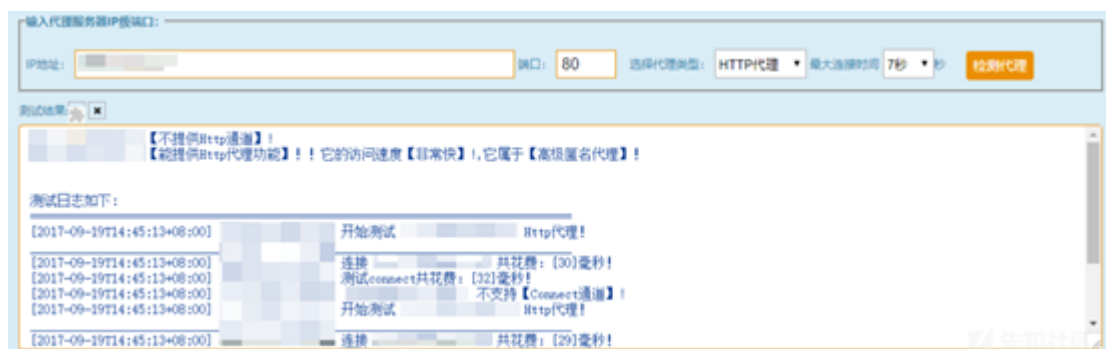 输入代理服务器IP极端口:
IP地址: 端口: 80 选择代理类型: HTTP代理 最大连接时间 7秒 秒 检测代理
测试结果:
【不提供Http通道】!
【能提供Http代理功能】!! 它的访问速度【非常快】!,它属于【高级匿名代理】!
测试日志如下:
[2017-09-19T14:45:13+08:00] 开始测试 Http代理!
[2017-09-19T14:45:13+08:00] 连接 共花费: [30]毫秒!
[2017-09-19T14:45:13+08:00] 测试connect共花费: [32]毫秒!
[2017-09-19T14:45:13+08:00] 不支持【Connect通道】!
[2017-09-19T14:45:13+08:00] 开始测试 Http代理!
[2017-09-19T14:45:13+08:00] 连接 共花费: [29]毫秒!
先知社区